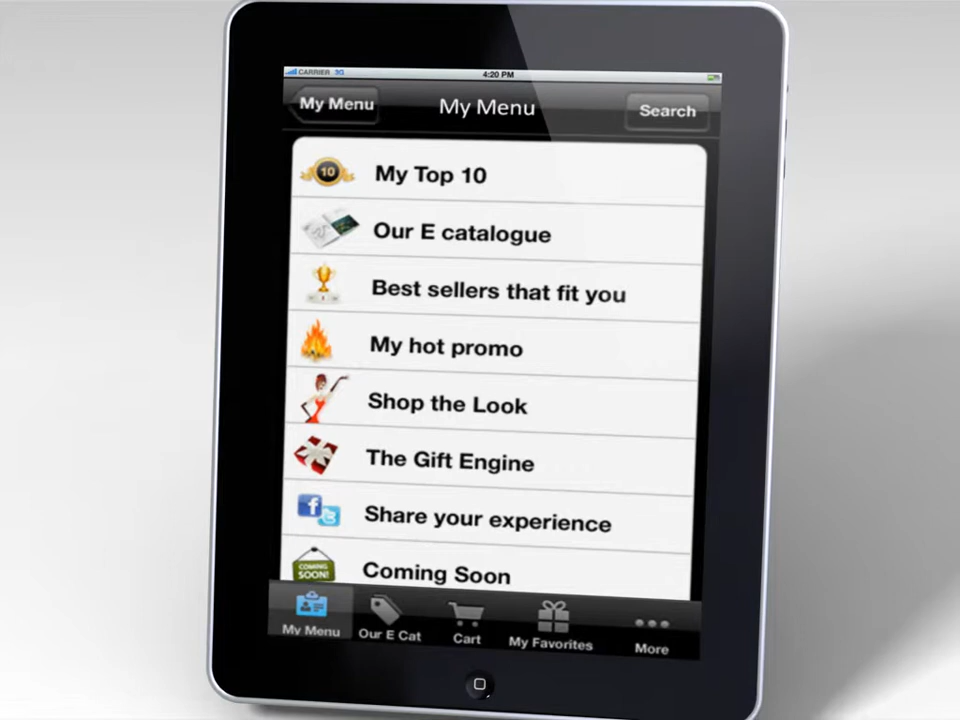 CARRIER 3G 4:20 PM
My Menu My Menu Search
10 My Top 10
Our E catalogue
Best sellers that fit you
My hot promo
Shop the Look
The Gift Engine
f t Share your experience
COMING SOON! Coming Soon
My Menu Our E Cat Cart My Favorites More